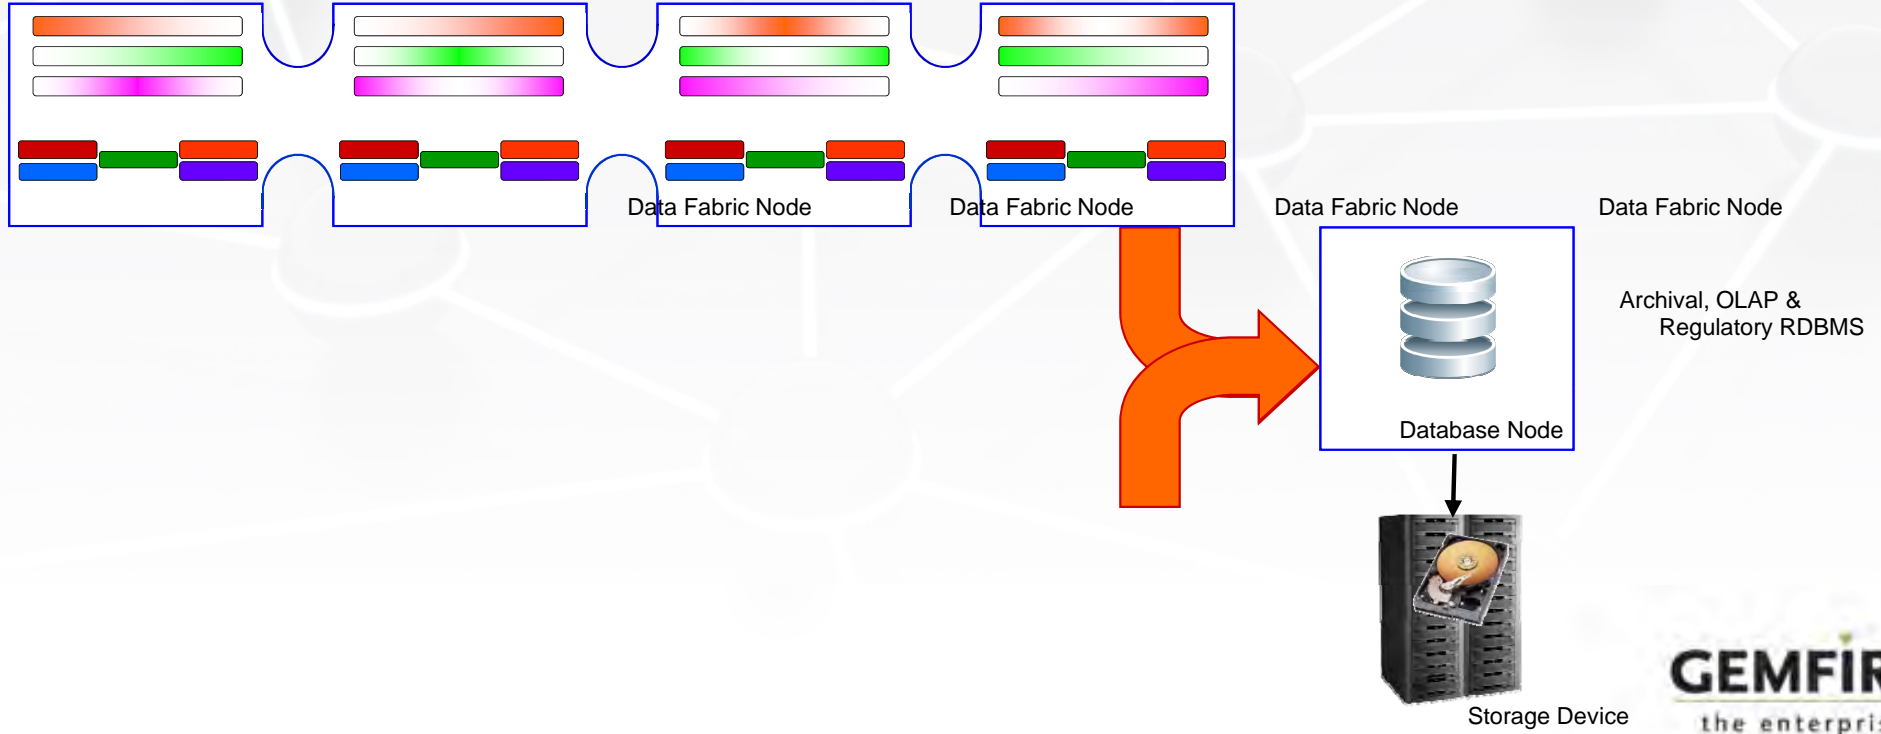 Data Fabric Node
Data Fabric Node
Data Fabric Node
Data Fabric Node
Archival, OLAP &
Regulatory RDBMS
Database Node
Storage Device
GEMFIR
the enterpris